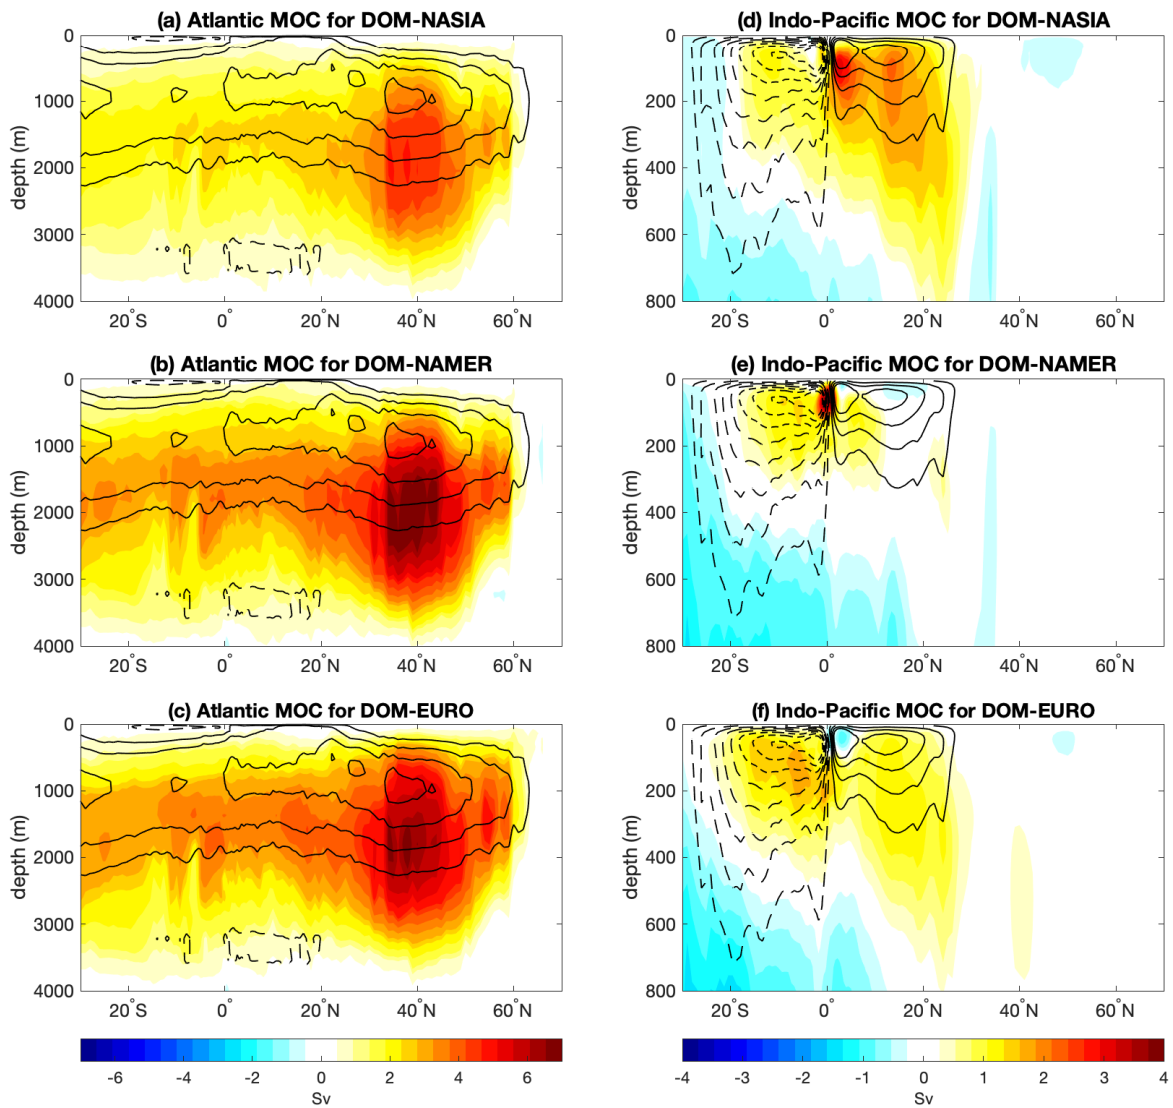 (a) Atlantic MOC for DOM-NASIA
0
1000
2000
3000
4000
depth (m)
20°S 0° 20°N 40°N 60°N
(d) Indo-Pacific MOC for DOM-NASIA
0
200
400
600
800
depth (m)
20°S 0° 20°N 40°N 60°N
(b) Atlantic MOC for DOM-NAMER
0
1000
2000
3000
4000
depth (m)
20°S 0° 20°N 40°N 60°N
(e) Indo-Pacific MOC for DOM-NAMER
0
200
400
600
800
depth (m)
20°S 0° 20°N 40°N 60°N
(c) Atlantic MOC for DOM-EURO
0
1000
2000
3000
4000
depth (m)
20°S 0° 20°N 40°N 60°N
(f) Indo-Pacific MOC for DOM-EURO
0
200
400
600
800
depth (m)
20°S 0° 20°N 40°N 60°N
-6 -4 -2 0 2 4 6
Sv
-4 -3 -2 -1 0 1 2 3 4
Sv